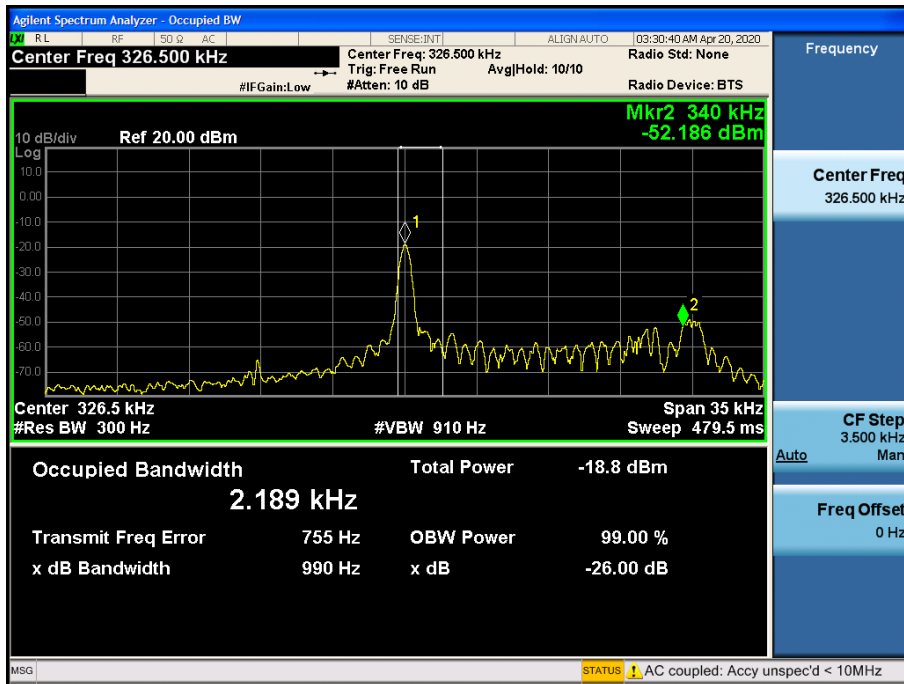 Agilent Spectrum Analyzer - Occupied BW
LXI RL RF 50 Ω AC SENSE:INT ALIGN AUTO 03:30:40 AM Apr 20, 2020
Center Freq 326.500 kHz
Center Freq: 326.500 kHz Radio Std: None
Trig: Free Run Avg|Hold: 10/10
#IFGain:Low #Atten: 10 dB Radio Device: BTS
Mkr2 340 kHz
-52.186 dBm
10 dB/div Ref 20.00 dBm
Log
10.0
0.00
-10.0
-20.0
-30.0
-40.0
-50.0
-60.0
-70.0
1
2
Center 326.5 kHz Span 35 kHz
#Res BW 300 Hz #VBW 910 Hz Sweep 479.5 ms
Occupied Bandwidth Total Power -18.8 dBm
2.189 kHz
Transmit Freq Error 755 Hz OBW Power 99.00 %
x dB Bandwidth 990 Hz x dB -26.00 dB
Frequency
Center Freq
326.500 kHz
CF Step
3.500 kHz
Auto Man
Freq Offset
0 Hz
MSG STATUS AC coupled: Accy unspec'd < 10MHz